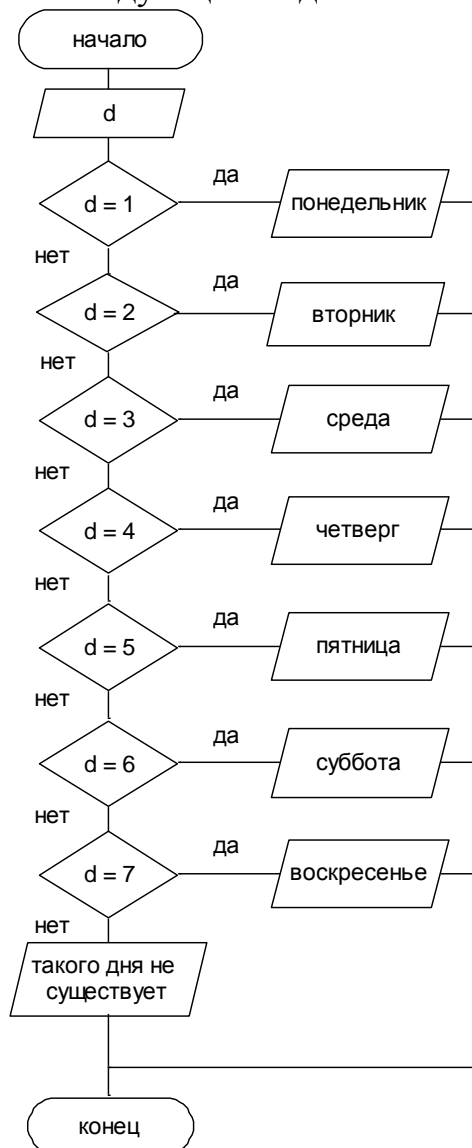 начало
d
d = 1
да
понедельник
нет
d = 2
да
вторник
нет
d = 3
да
среда
нет
d = 4
да
четверг
нет
d = 5
да
пятница
нет
d = 6
да
суббота
нет
d = 7
да
воскресенье
нет
такого дня не
существует
конец